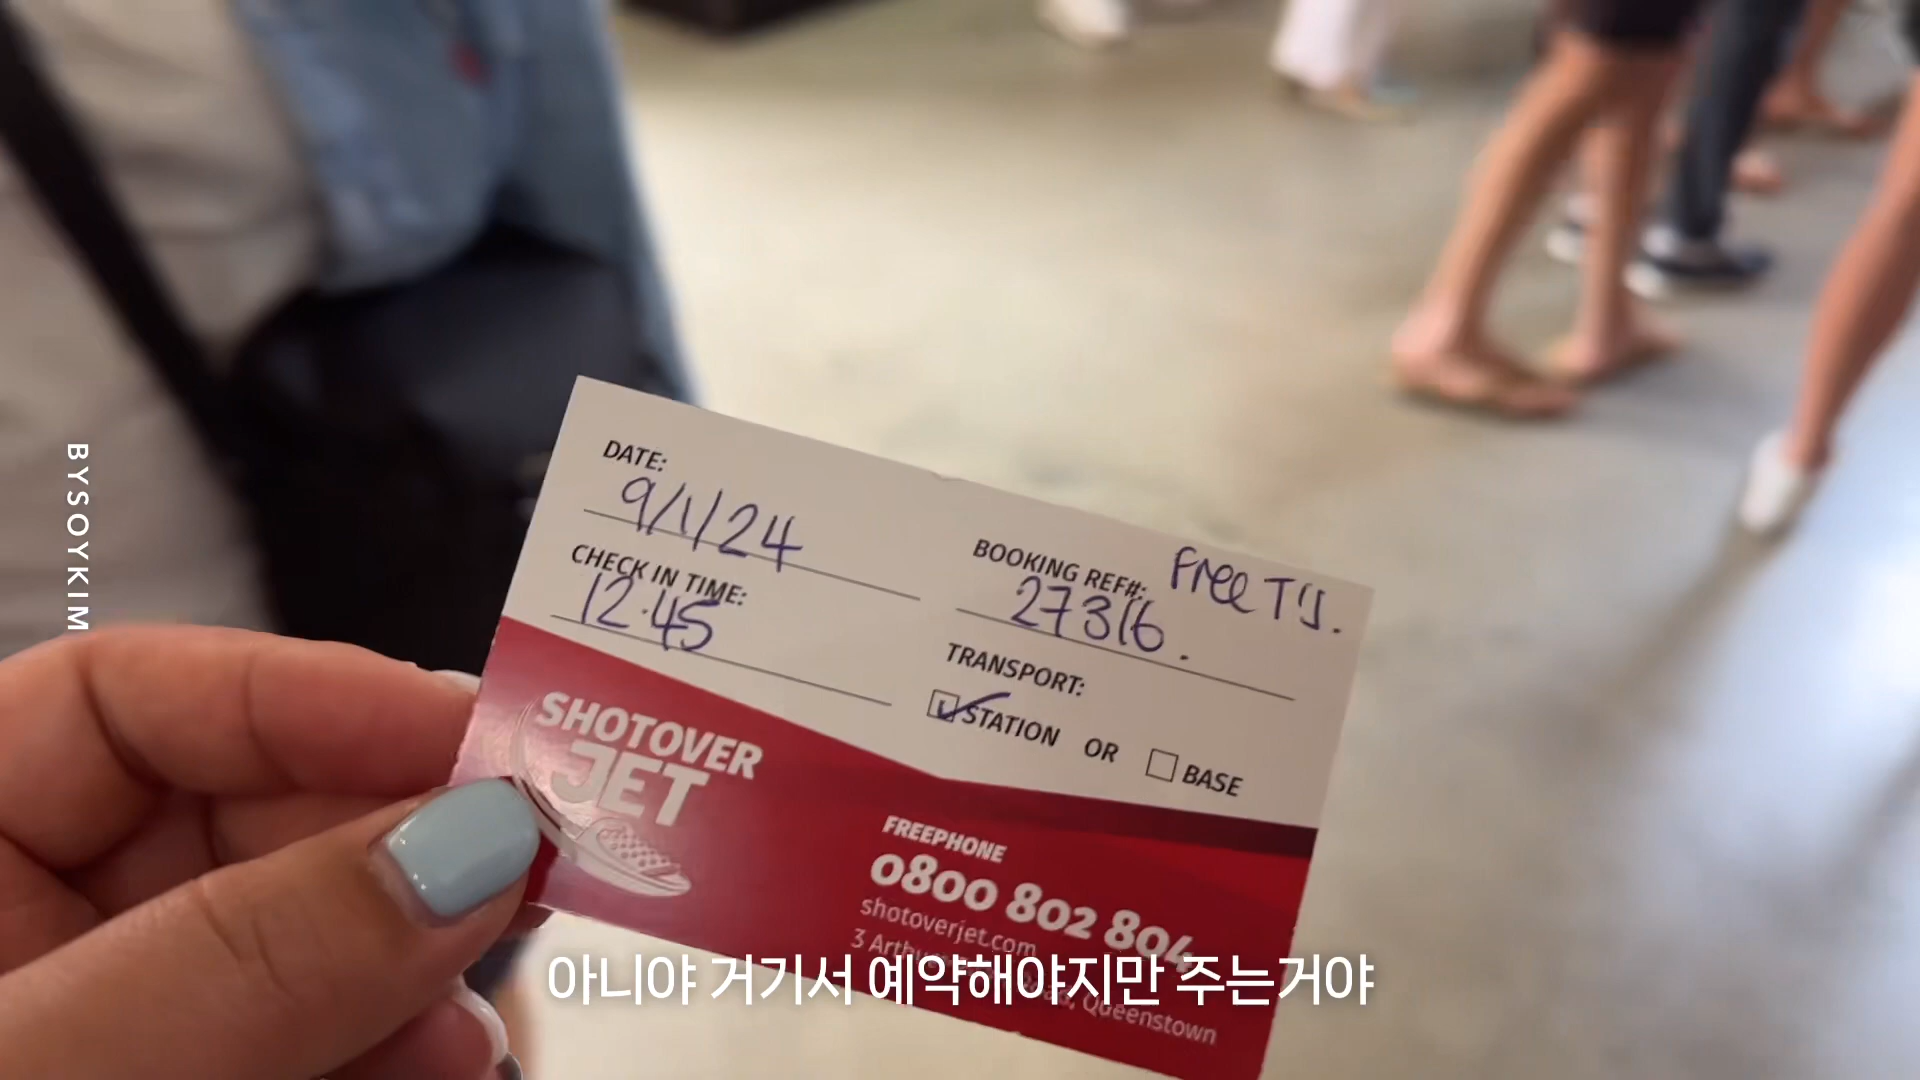 BYSOYKIM
DATE:
9/1/24
CHECK IN TIME:
12.45
BOOKING REF#: Free T's.
27316.
TRANSPORT:
STATION OR BASE
SHOTOVER
JET
FREEPHONE
0800 802 804
shotoverjet.com
3 Queenstown
아니야 거기서 예약해야지만 주는거야